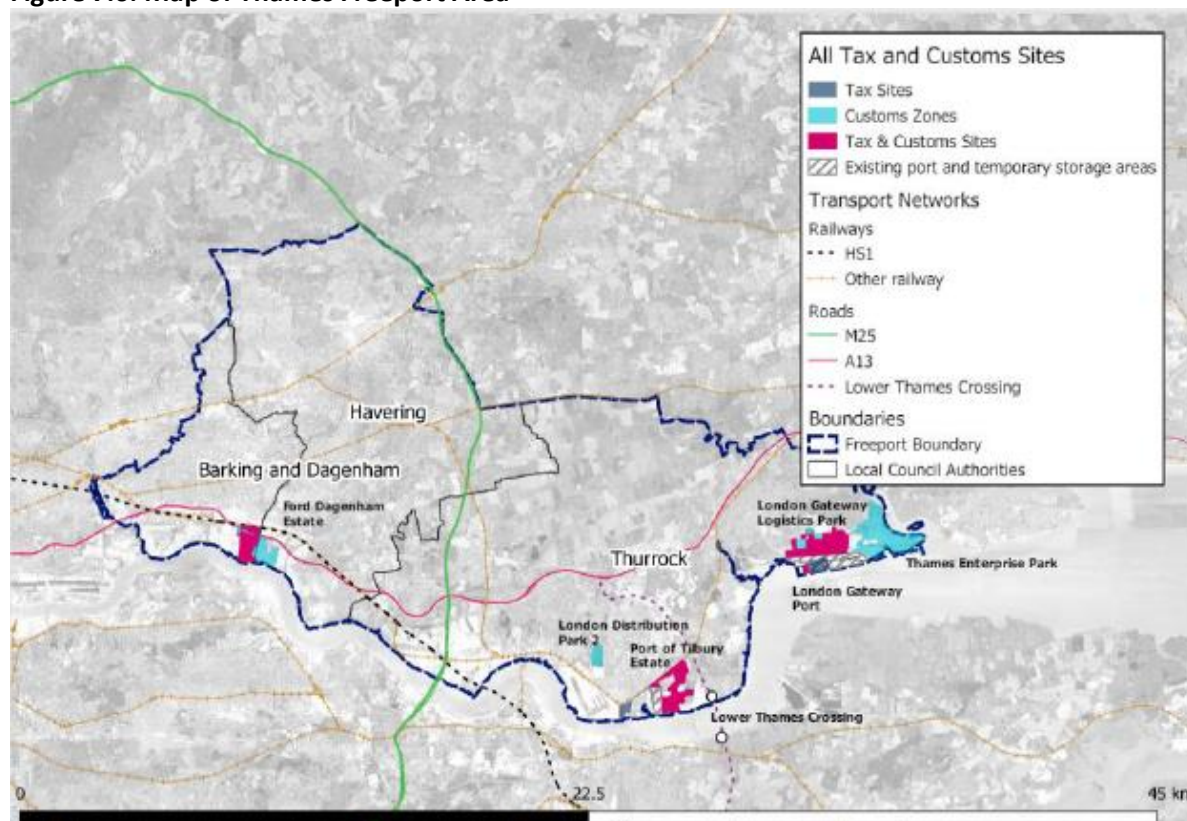 All Tax and Customs Sites
Tax Sites
Customs Zones
Tax & Customs Sites
Existing port and temporary storage areas
Transport Networks
Railways
HS1
Other railway
Roads
M25
A13
Lower Thames Crossing
Boundaries
Freeport Boundary
Local Council Authorities
Havering
Barking and Dagenham
Ford Dagenham
Estate
London Gateway
Logistics Park
Thurrock
Thames Enterprise Park
London Gateway
Port
London Distribution
Park 2
Port of Tilbury
Estate
Lower Thames Crossing
0
22.5
45 km